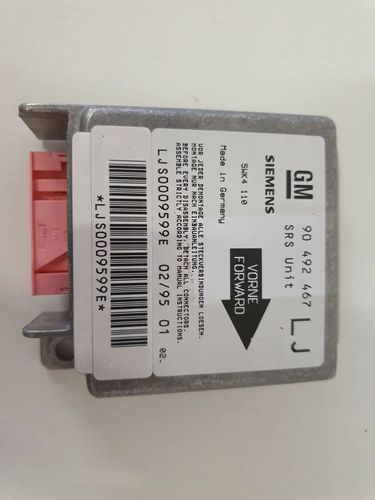 GM
90 492 467
LJ
SIEMENS
SRS Unit
5WK4 110
Made in Germany
VORNE
FORWARD
VOR JEDER DEMONTAGE ALLE STECKVERBINDUNGEN LOESEN.
MONTAGE NUR NACH EINBAUANLEITUNG.
BEFORE EVERY DISASSEMBLY, DETACH ALL CONNECTORS.
ASSEMBLE STRICTLY ACCORDING TO MANUAL INSTRUCTIONS.
LJS0009599E 02/95 01 02.
*LJS0009599E*